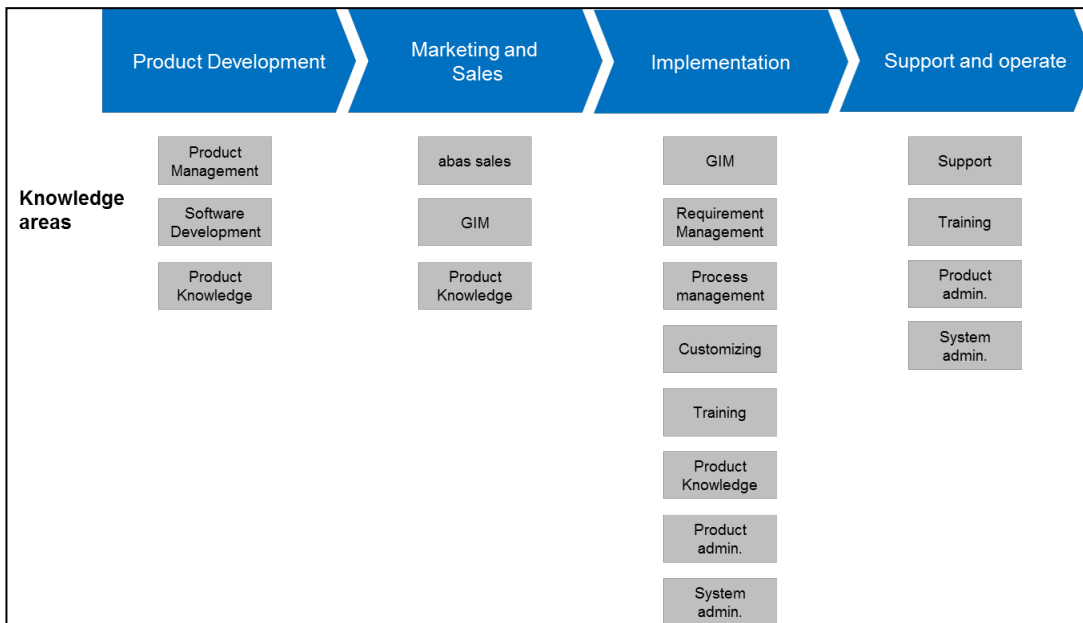 Product Development
Marketing and
Sales
Implementation
Support and operate
Knowledge
areas
Product
Management
Software
Development
Product
Knowledge
abas sales
GIM
Product
Knowledge
GIM
Requirement
Management
Process
management
Customizing
Training
Product
Knowledge
Product
admin.
System
admin.
Support
Training
Product
admin.
System
admin.